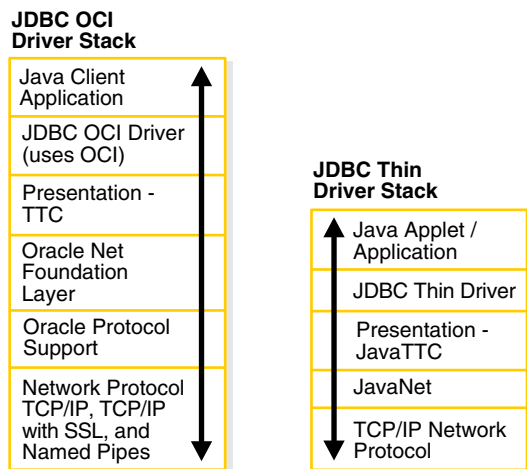 JDBC OCI
Driver Stack
Java Client
Application
JDBC OCI Driver
(uses OCI)
Presentation -
TTC
Oracle Net
Foundation
Layer
Oracle Protocol
Support
Network Protocol
TCP/IP, TCP/IP
with SSL, and
Named Pipes
JDBC Thin
Driver Stack
Java Applet /
Application
JDBC Thin Driver
Presentation -
JavaTTC
JavaNet
TCP/IP Network
Protocol